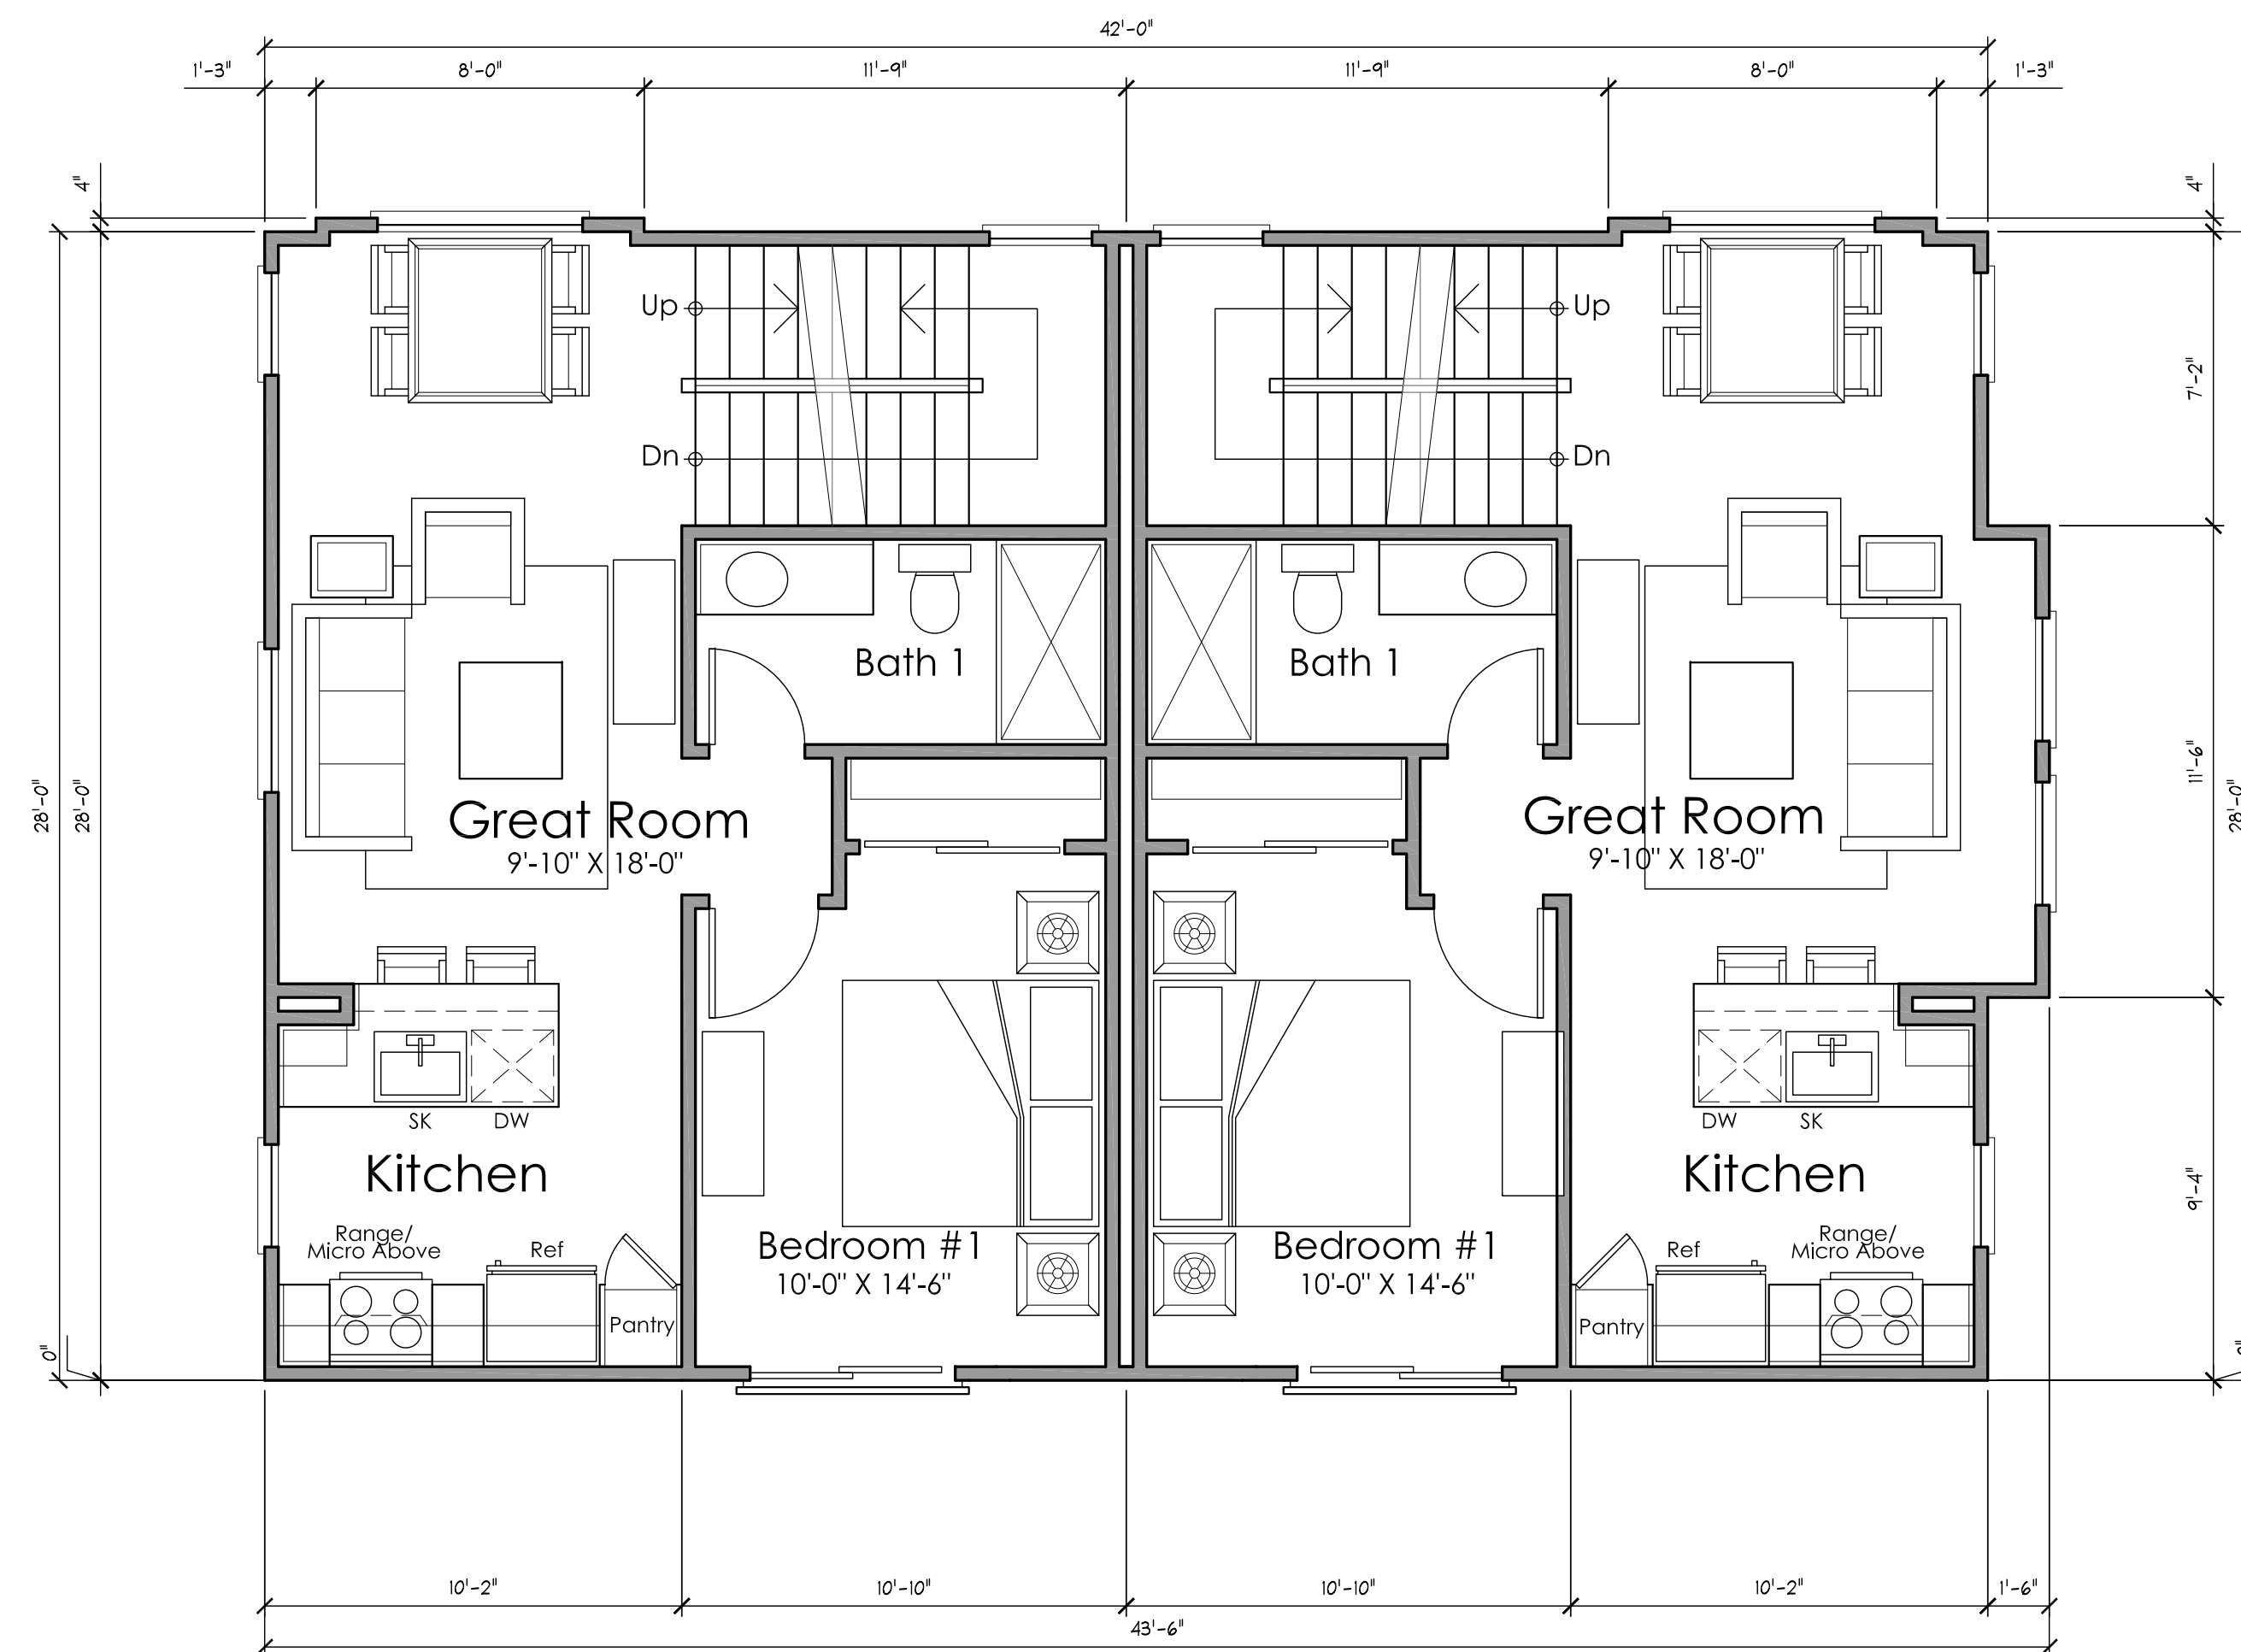 42'-0"
1'-3"
8'-0"
11'-9"
11'-9"
8'-0"
1'-3"
4"
4"
Up
Up
7'-2"
Dn
Dn
Bath 1
Bath 1
28'-0"
28'-0"
Great Room
9'-10" X 18'-0"
Great Room
9'-10" X 18'-0"
11'-6"
28'-0"
SK
DW
DW
SK
Kitchen
Kitchen
9'-4"
Range/
Micro Above
Ref
Bedroom #1
10'-0" X 14'-6"
Bedroom #1
10'-0" X 14'-6"
Ref
Range/
Micro Above
Pantry
Pantry
0"
10'-2"
10'-10"
10'-10"
10'-2"
1'-6"
43'-6"